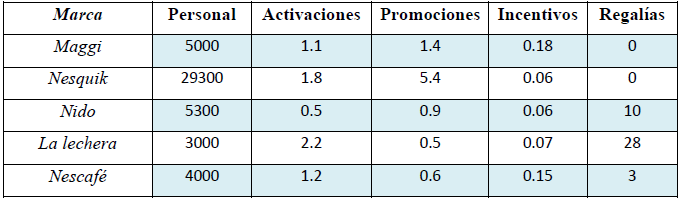 Marca Personal Activaciones Promociones Incentivos Regalías
Maggi 5000 1.1 1.4 0.18 0
Nesquik 29300 1.8 5.4 0.06 0
Nido 5300 0.5 0.9 0.06 10
La lechera 3000 2.2 0.5 0.07 28
Nescafé 4000 1.2 0.6 0.15 3